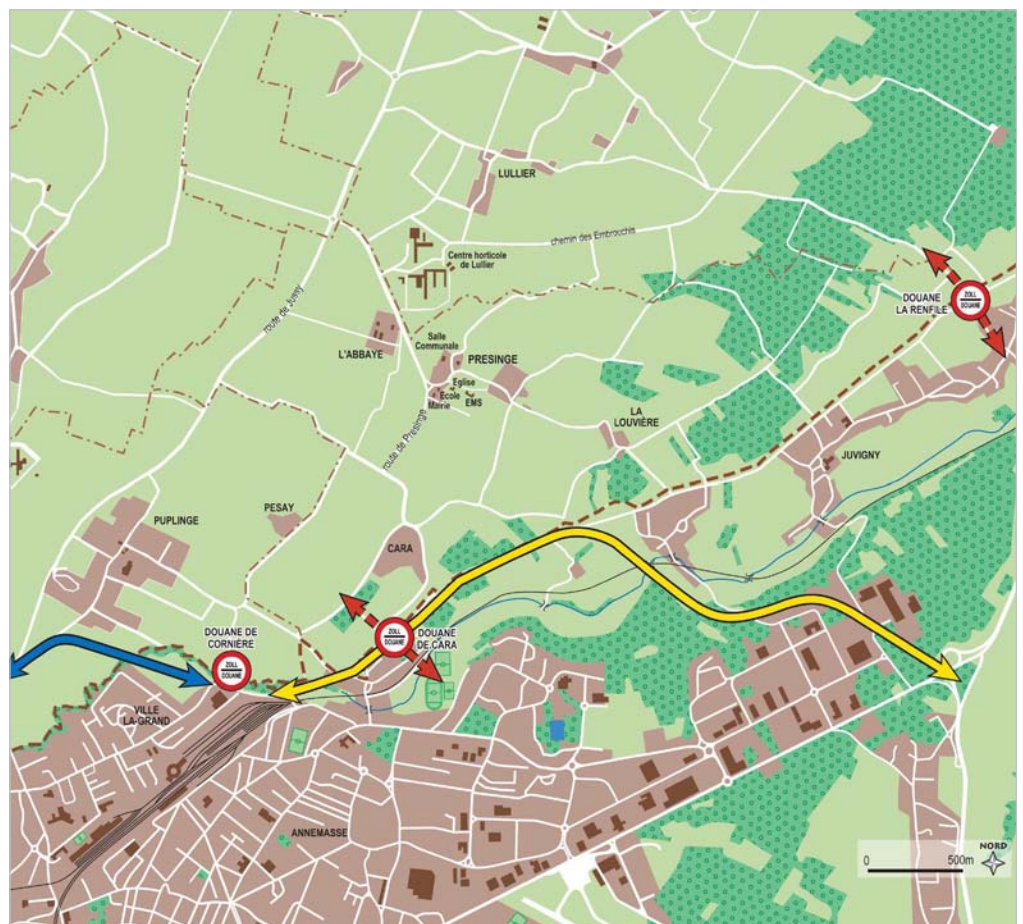 LULLIER
chemin des Embrouchis
Centre horticole
de Lullier
route de Jussy
DOUANE
LA RENFILE
ZOLL
DOUANE
L'ABBAYE
Salle
Communale
PRESINGE
Eglise
Ecole
Mairie
EMS
route de Presinge
LA
LOUVIÈRE
JUVIGNY
PUPLINGE
PESAY
CARA
DOUANE DE
CORNIÈRE
ZOLL
DOUANE
ZOLL
DOUANE
DOUANE
DE CARA
VILLE
LA-GRAND
ANNEMASSE
NORD
0 500m